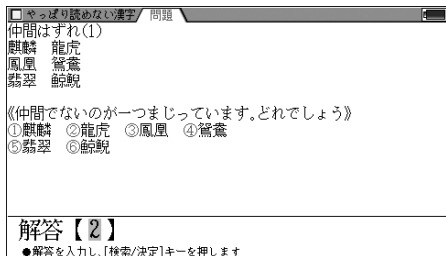 やっぱり読めない漢字/問題
仲間はずれ(1)
麒麟　龍虎
鳳凰　鴛鴦
翡翠　鯨鯢
《仲間でないのが一つまじっています。どれでしょう》
①麒麟　②龍虎　③鳳凰　④鴛鴦
⑤翡翠　⑥鯨鯢
解答【2】
●解答を入力し、[検索/決定]キーを押します